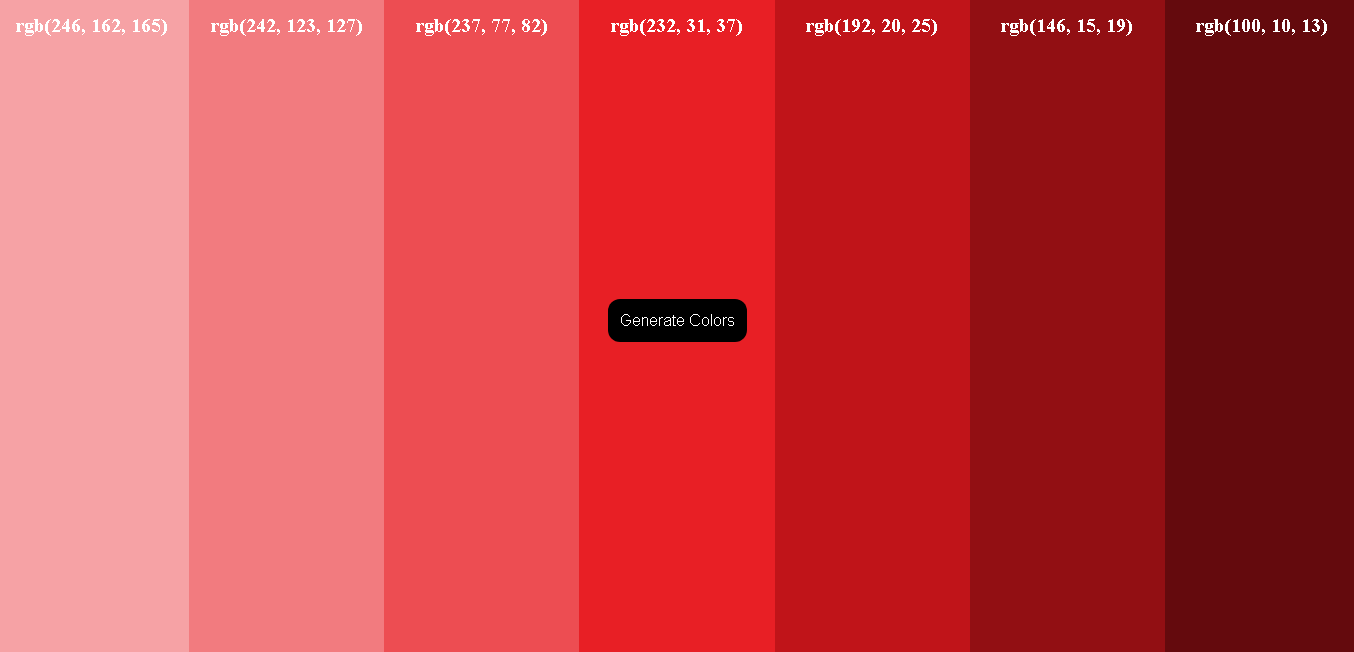 rgb(246, 162, 165)
rgb(242, 123, 127)
rgb(237, 77, 82)
rgb(232, 31, 37)
rgb(192, 20, 25)
rgb(146, 15, 19)
rgb(100, 10, 13)
Generate Colors